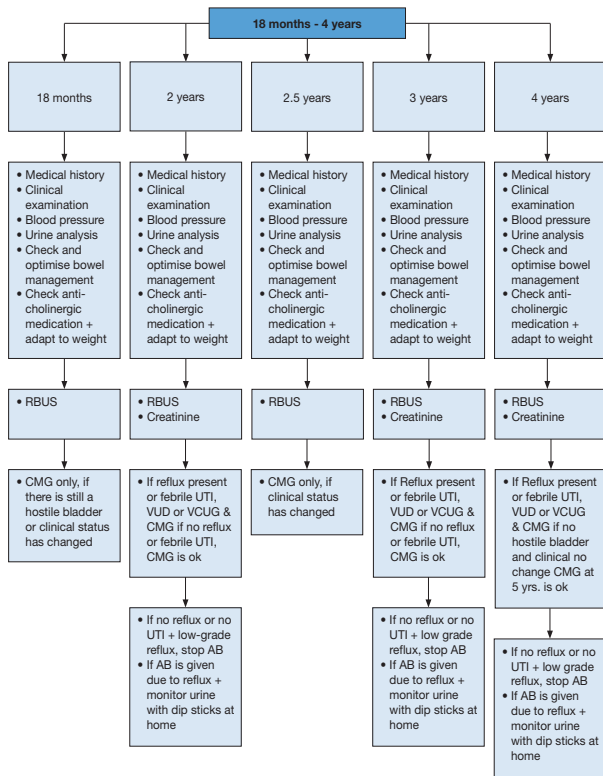 18 months - 4 years
18 months
2 years
2.5 years
3 years
4 years
• Medical history
• Clinical
examination
• Blood pressure
• Urine analysis
• Check and
optimise bowel
management
• Check anti-
cholinergic
medication +
adapt to weight
• Medical history
• Clinical
examination
• Blood pressure
• Urine analysis
• Check and
optimise bowel
management
• Check anti-
cholinergic
medication +
adapt to weight
• Medical history
• Clinical
examination
• Blood pressure
• Urine analysis
• Check and
optimise bowel
management
• Check anti-
cholinergic
medication +
adapt to weight
• Medical history
• Clinical
examination
• Blood pressure
• Urine analysis
• Check and
optimise bowel
management
• Check anti-
cholinergic
medication +
adapt to weight
• Medical history
• Clinical
examination
• Blood pressure
• Urine analysis
• Check and
optimise bowel
management
• Check anti-
cholinergic
medication +
adapt to weight
• RBUS
• RBUS
• Creatinine
• RBUS
• RBUS
• Creatinine
• RBUS
• Creatinine
• CMG only, if
there is still a
hostile bladder
or clinical status
has changed
• If reflux present
or febrile UTI,
VUD or VCUG &
CMG if no reflux
or febrile UTI,
CMG is ok
• CMG only, if
clinical status
has changed
• If Reflux present
or febrile UTI,
VUD or VCUG &
CMG if no reflux
or febrile UTI,
CMG is ok
• If Reflux present
or febrile UTI,
VUD or VCUG
& CMG if no
hostile bladder
and clinical no
change CMG at
5 yrs. is ok
• If no reflux or no
UTI + low-grade
reflux, stop AB
• If AB is given
due to reflux +
monitor urine
with dip sticks at
home
• If no reflux or no
UTI + low grade
reflux, stop AB
• If AB is given
due to reflux +
monitor urine
with dip sticks at
home
• If no reflux or no
UTI + low grade
reflux, stop AB
• If AB is given
due to reflux +
monitor urine
with dip sticks at
home